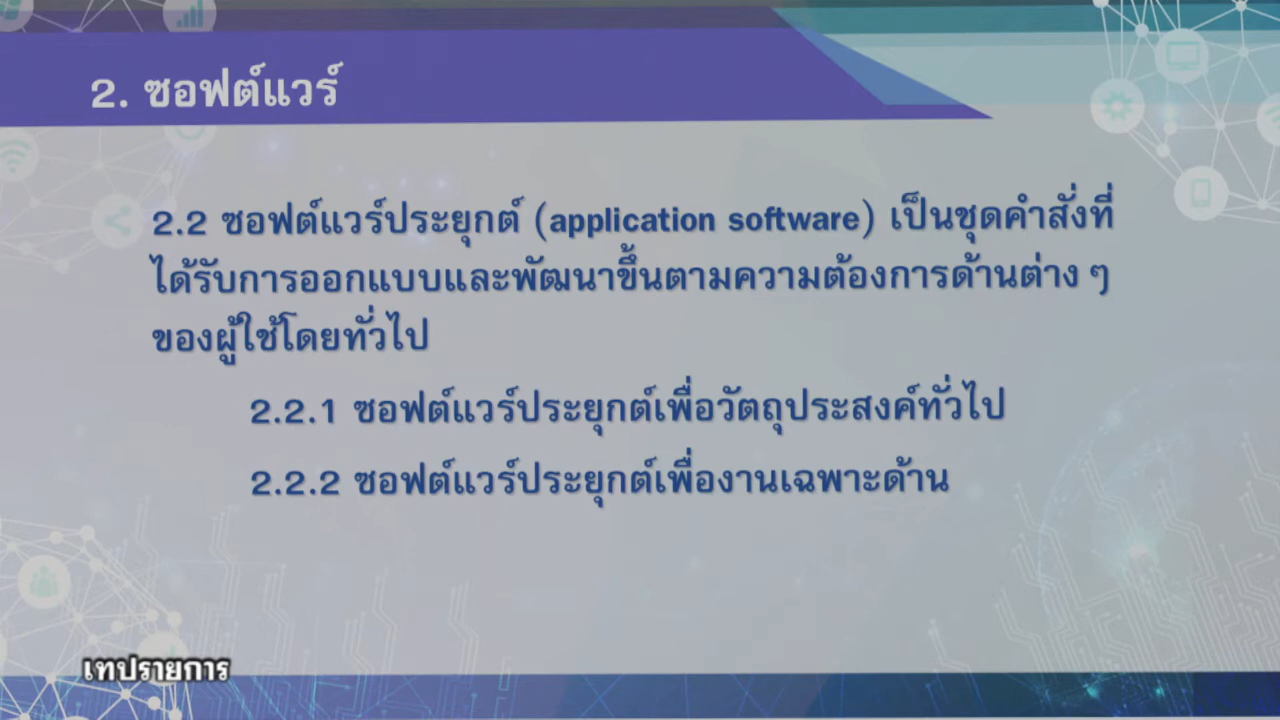 2. ซอฟต์แวร์
2.2 ซอฟต์แวร์ประยุกต์ (application software) เป็นชุดคำสั่งที่
ได้รับการออกแบบและพัฒนาขึ้นตามความต้องการด้านต่าง ๆ
ของผู้ใช้โดยทั่วไป
2.2.1 ซอฟต์แวร์ประยุกต์เพื่อวัตถุประสงค์ทั่วไป
2.2.2 ซอฟต์แวร์ประยุกต์เพื่องานเฉพาะด้าน
เทปรายการ